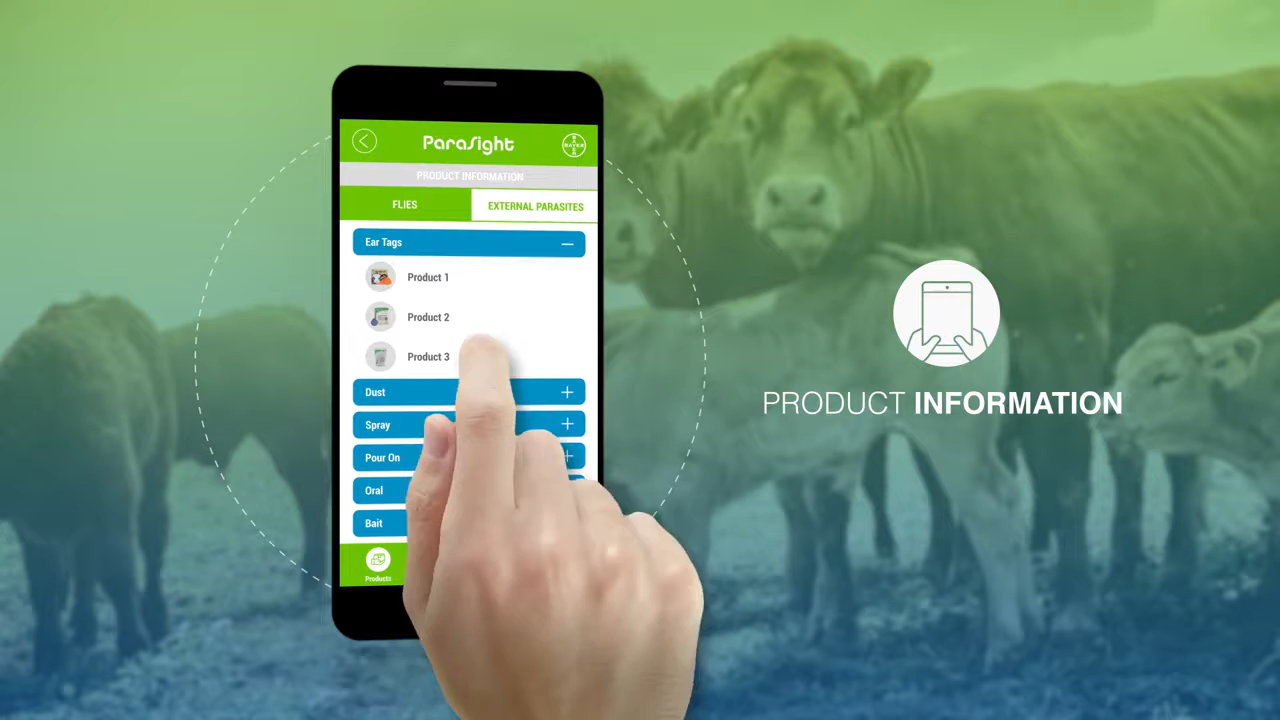 ParaSight
BAYER
PRODUCT INFORMATION
FLIES
EXTERNAL PARASITES
Ear Tags
Product 1
Product 2
Product 3
Dust
Spray
Pour On
Oral
Bait
Products
PRODUCT INFORMATION